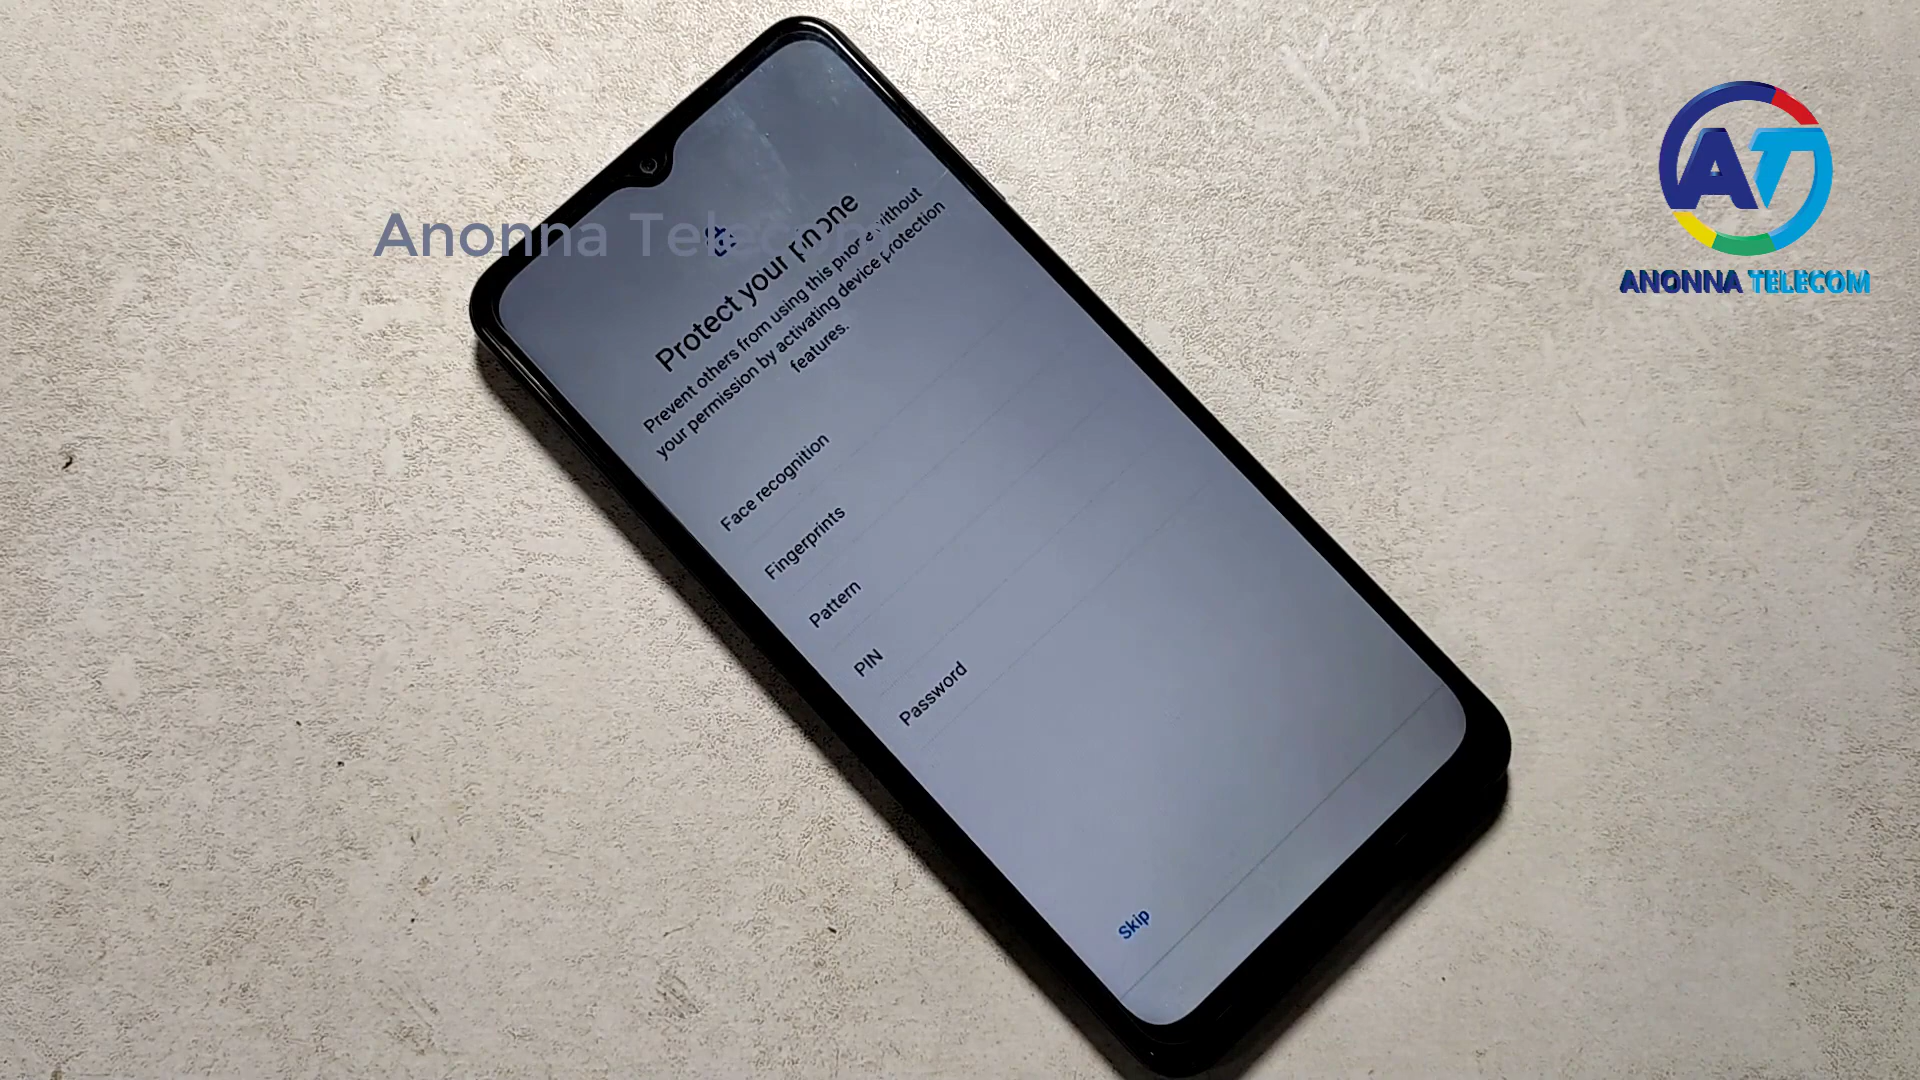 Anonna Telecom
AT
ANONNA TELECOM
Protect your phone
Prevent others from using this phone without
your permission by activating device protection
features.
Face recognition
Fingerprints
Pattern
PIN
Password
Skip